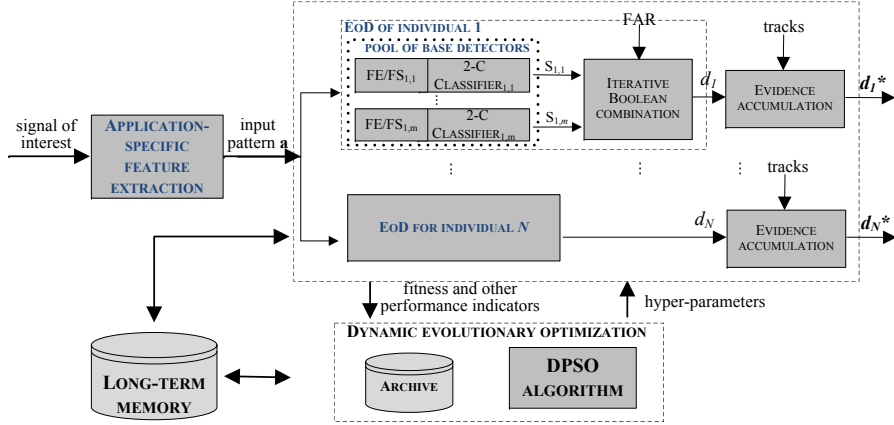 EOD OF INDIVIDUAL 1
FAR
POOL OF BASE DETECTORS
tracks
FE/FS1,1
2-C
CLASSIFIER1,1
S1,1
ITERATIVE
BOOLEAN
COMBINATION
d1
EVIDENCE
ACCUMULATION
d1*
signal of
interest
APPLICATION-
SPECIFIC
FEATURE
EXTRACTION
input
pattern a
FE/FS1,m
2-C
CLASSIFIER1,m
S1,m
tracks
EOD FOR INDIVIDUAL N
dN
EVIDENCE
ACCUMULATION
dN*
fitness and other
performance indicators
hyper-parameters
DYNAMIC EVOLUTIONARY OPTIMIZATION
LONG-TERM
MEMORY
ARCHIVE
DPSO
ALGORITHM